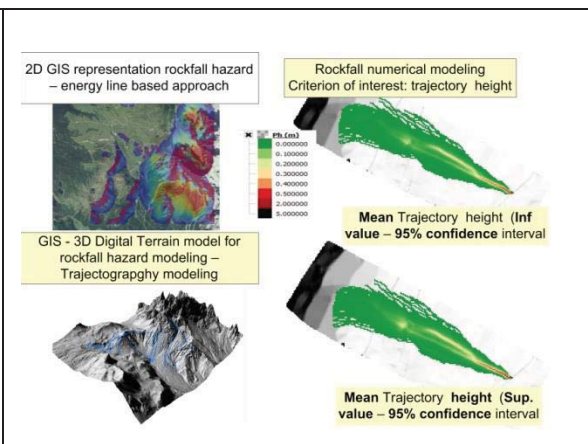 2D GIS representation rockfall hazard
– energy line based approach
Rockfall numerical modeling
Criterion of interest: trajectory height
Ph (m)
0.000000
0.100000
0.200000
0.300000
0.400000
0.500000
2.000000
5.000000
Mean Trajectory height (Inf
value – 95% confidence interval
GIS - 3D Digital Terrain model for
rockfall hazard modeling –
Trajectograpphy modeling
Mean Trajectory height (Sup.
value – 95% confidence interval